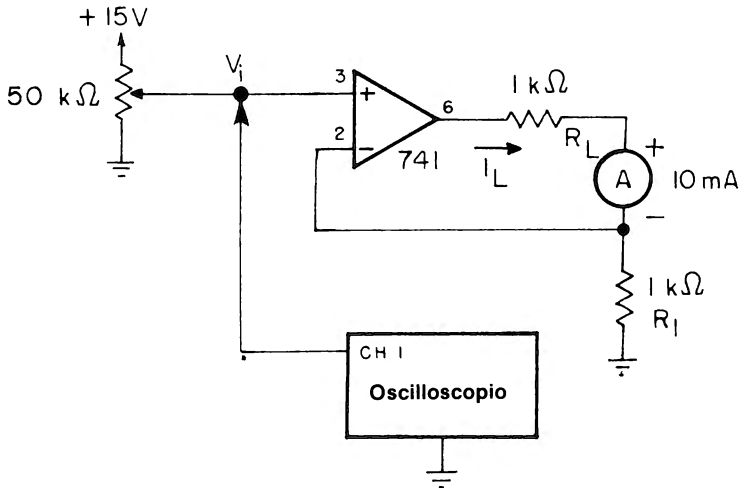 + 15V
50 kΩ
Vi
3
+
2
−
741
6
1 kΩ
RL
IL
+
A
10 mA
−
1 kΩ
R1
CH 1
Oscilloscopio